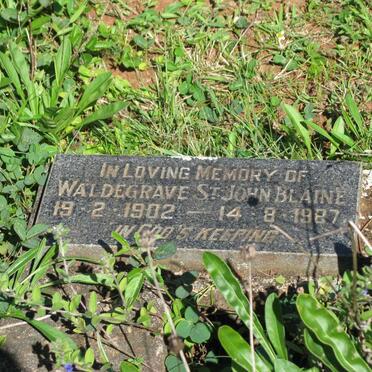 IN LOVING MEMORY OF
WALDEGRAVE ST JOHN BLAINE
19·2·1902 — 14·8·1987
IN GOD'S KEEPING